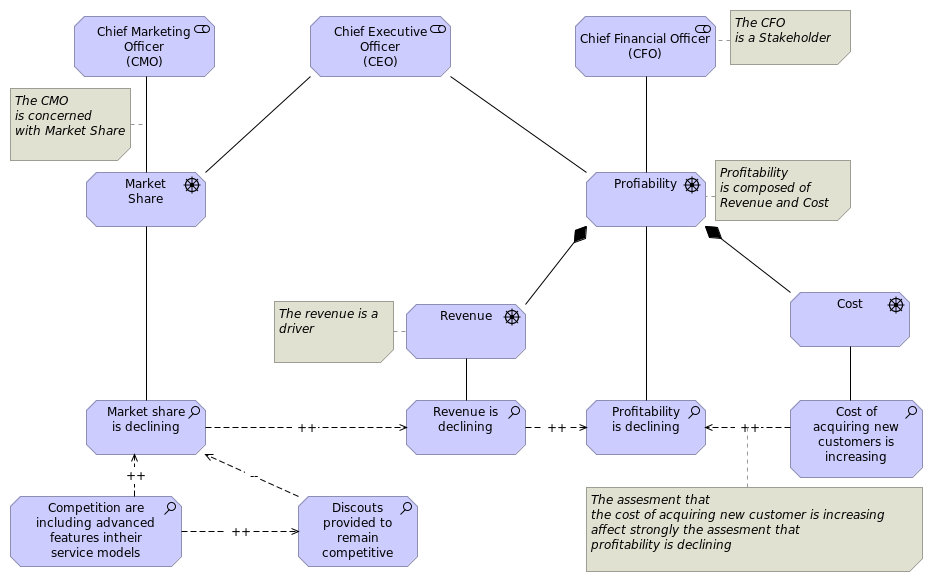 Chief Marketing
Officer
(CMO)
Chief Executive
Officer
(CEO)
Chief Financial Officer
(CFO)
The CFO
is a Stakeholder
The CMO
is concerned
with Market Share
Market
Share
Profiability
Profitability
is composed of
Revenue and Cost
The revenue is a
driver
Revenue
Cost
Market share
is declining
++
Revenue is
declining
++
Profitability
is declining
++
Cost of
acquiring new
customers is
increasing
++
--
Competition are
including advanced
features intheir
service models
++
Discouts
provided to
remain
competitive
The assesment that
the cost of acquiring new customer is increasing
affect strongly the assesment that
profitability is declining